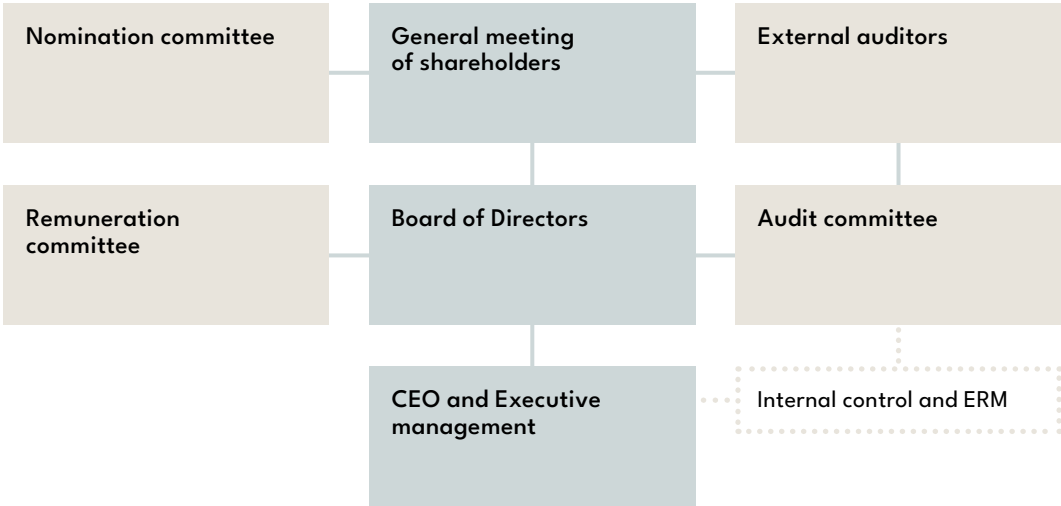 Nomination committee
General meeting
of shareholders
External auditors
Remuneration
committee
Board of Directors
Audit committee
CEO and Executive
management
Internal control and ERM